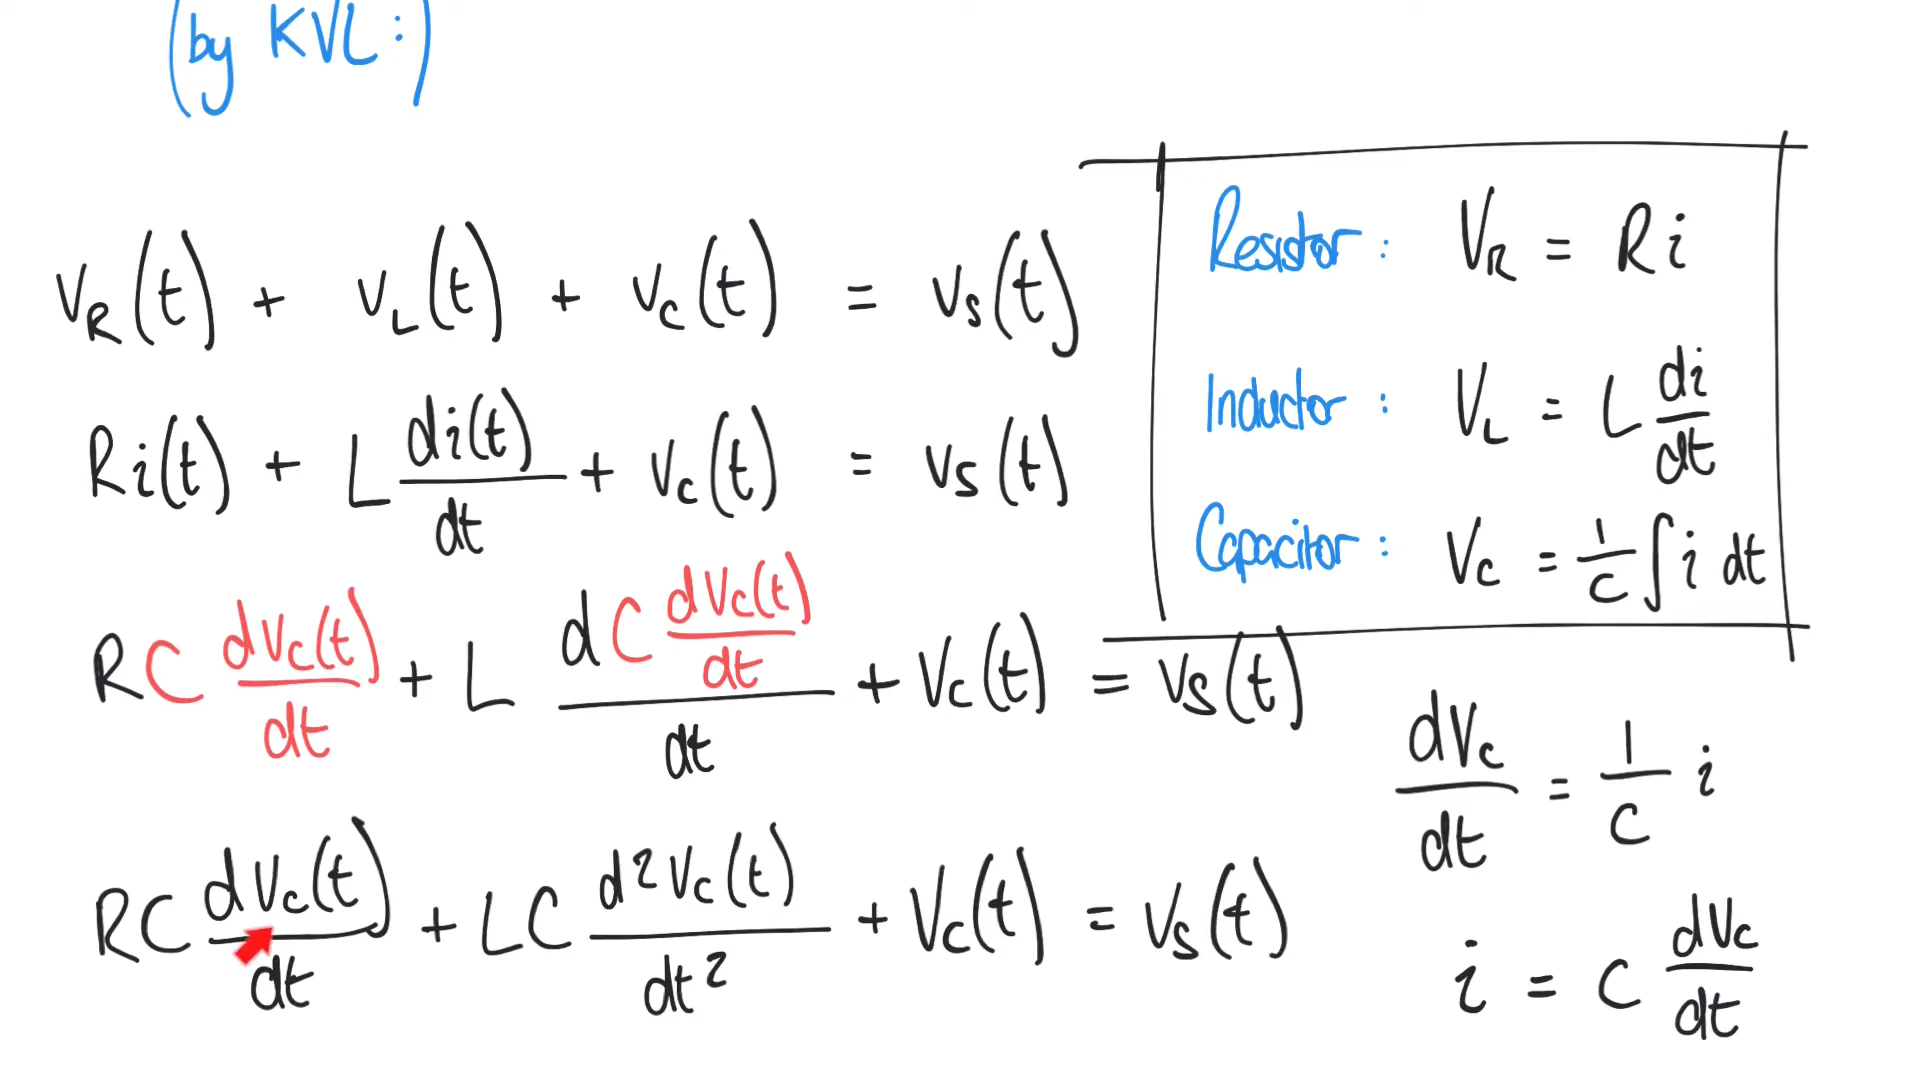 (by KVL:)
v_R(t) + v_L(t) + v_c(t) = v_s(t)
Ri(t) + L di(t)/dt + v_c(t) = v_s(t)
RC dv_c(t)/dt + L d C dv_c(t)/dt /dt + v_c(t) = v_s(t)
RC dv_c(t)/dt + LC d²v_c(t)/dt² + v_c(t) = v_s(t)
Resistor: V_R = Ri
Inductor: V_L = L di/dt
Capacitor: V_c = 1/c ∫ i dt
dV_c/dt = 1/c i
i = C dV_c/dt